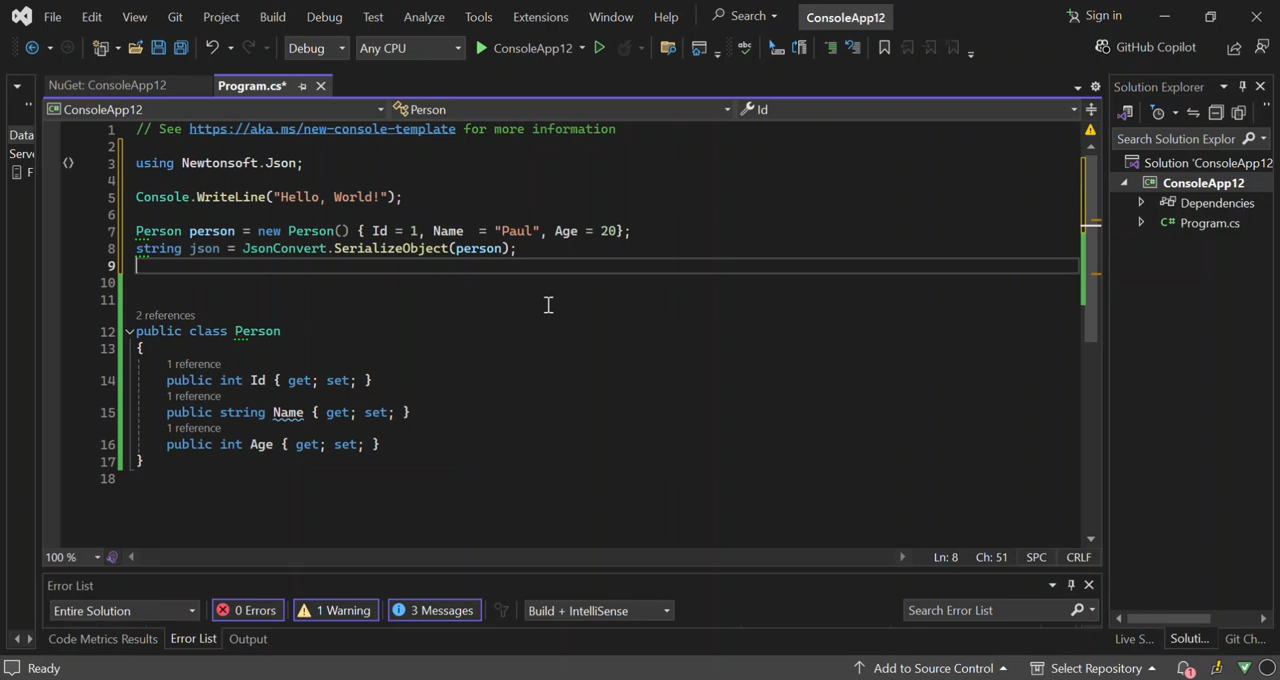 File Edit View Git Project Build Debug Test Analyze Tools Extensions Window Help Search ConsoleApp12 Sign in
Debug Any CPU ConsoleApp12 GitHub Copilot
NuGet: ConsoleApp12 Program.cs* Solution Explorer
ConsoleApp12 Person Id
1 // See https://aka.ms/new-console-template for more information
2
3 using Newtonsoft.Json;
4
5 Console.WriteLine("Hello, World!");
6
7 Person person = new Person() { Id = 1, Name  = "Paul", Age = 20};
8 string json = JsonConvert.SerializeObject(person);
9
10
11
2 references
12 public class Person
13 {
1 reference
14 public int Id { get; set; }
1 reference
15 public string Name { get; set; }
1 reference
16 public int Age { get; set; }
17 }
18
100 % Ln: 8 Ch: 51 SPC CRLF
Data
Serve
F
Search Solution Explor
Solution 'ConsoleApp12
ConsoleApp12
Dependencies
C# Program.cs
Error List
Entire Solution 0 Errors 1 Warning 3 Messages Build + IntelliSense Search Error List
Code Metrics Results Error List Output Live S... Soluti... Git Ch...
Ready Add to Source Control Select Repository 1